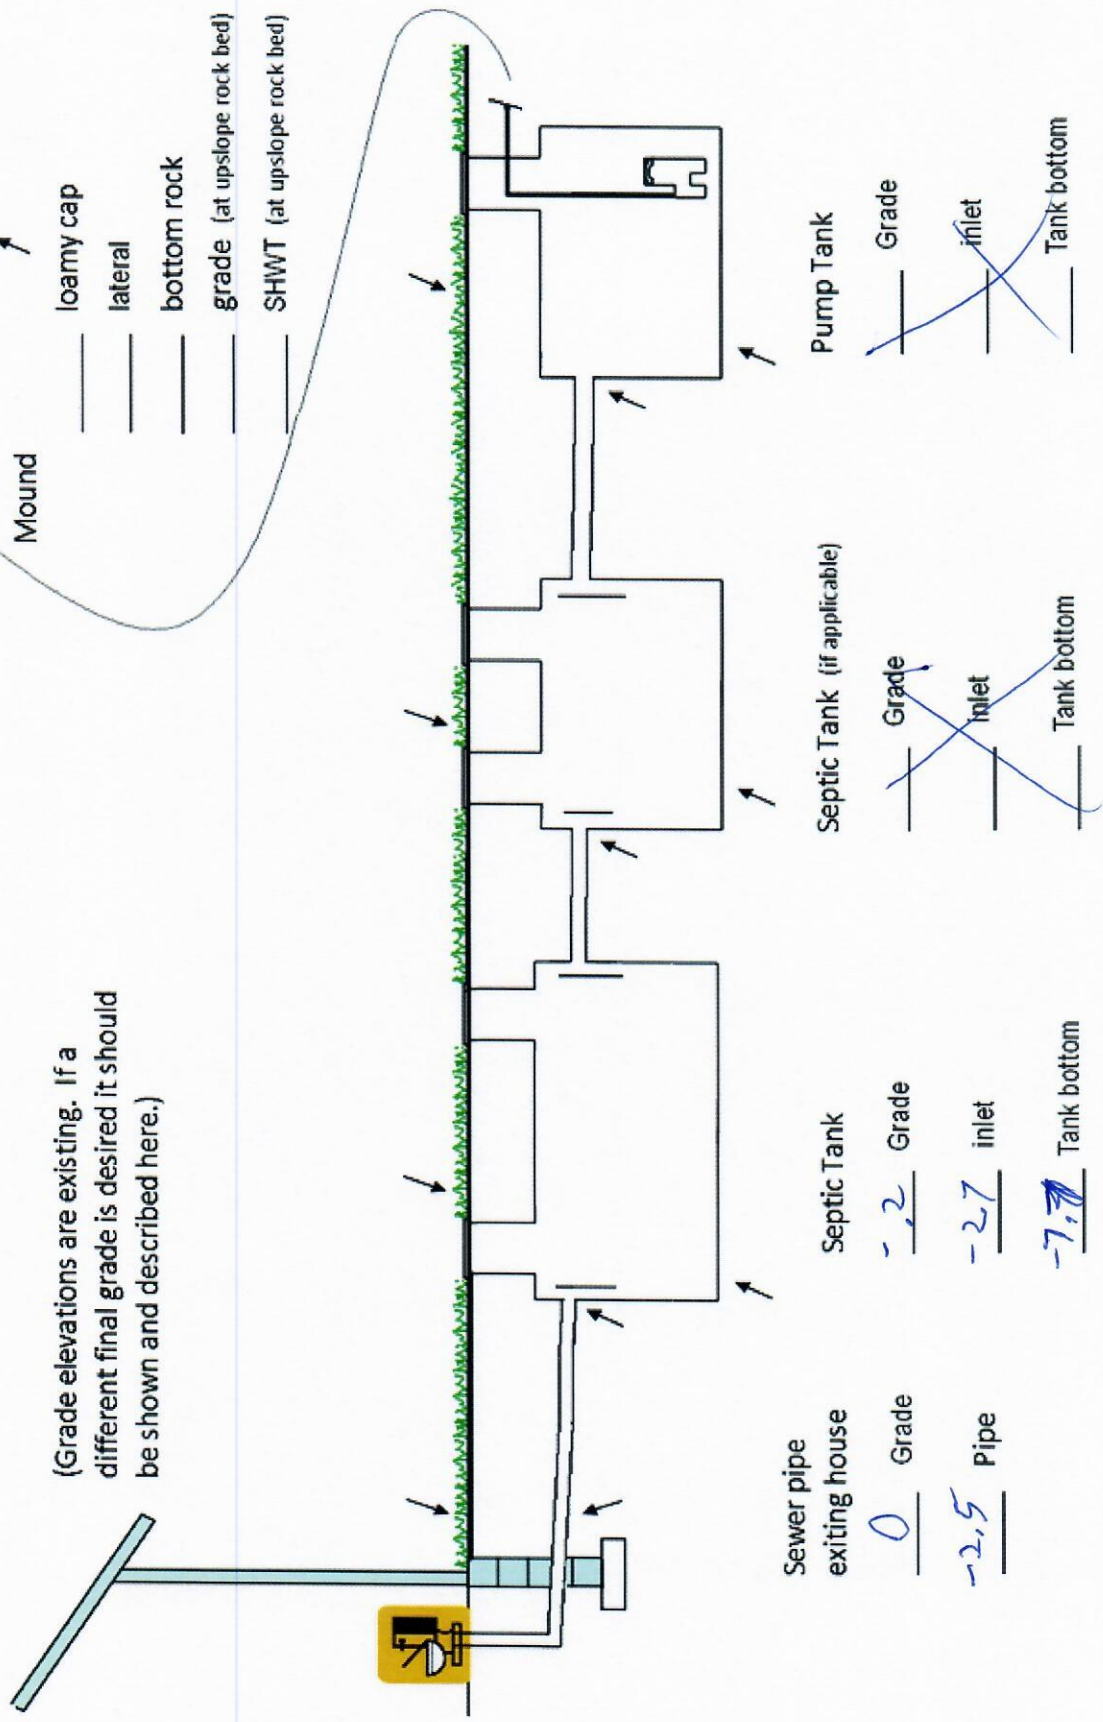 (Grade elevations are existing. If a
different final grade is desired it should
be shown and described here.)
Mound
loamy cap
lateral
bottom rock
grade (at upslope rock bed)
SHWT (at upslope rock bed)
Sewer pipe
exiting house
0 Grade
-2.5 Pipe
Septic Tank
-.2 Grade
-2.7 inlet
Tank bottom
Septic Tank (if applicable)
Grade
inlet
Tank bottom
Pump Tank
Grade
inlet
Tank bottom